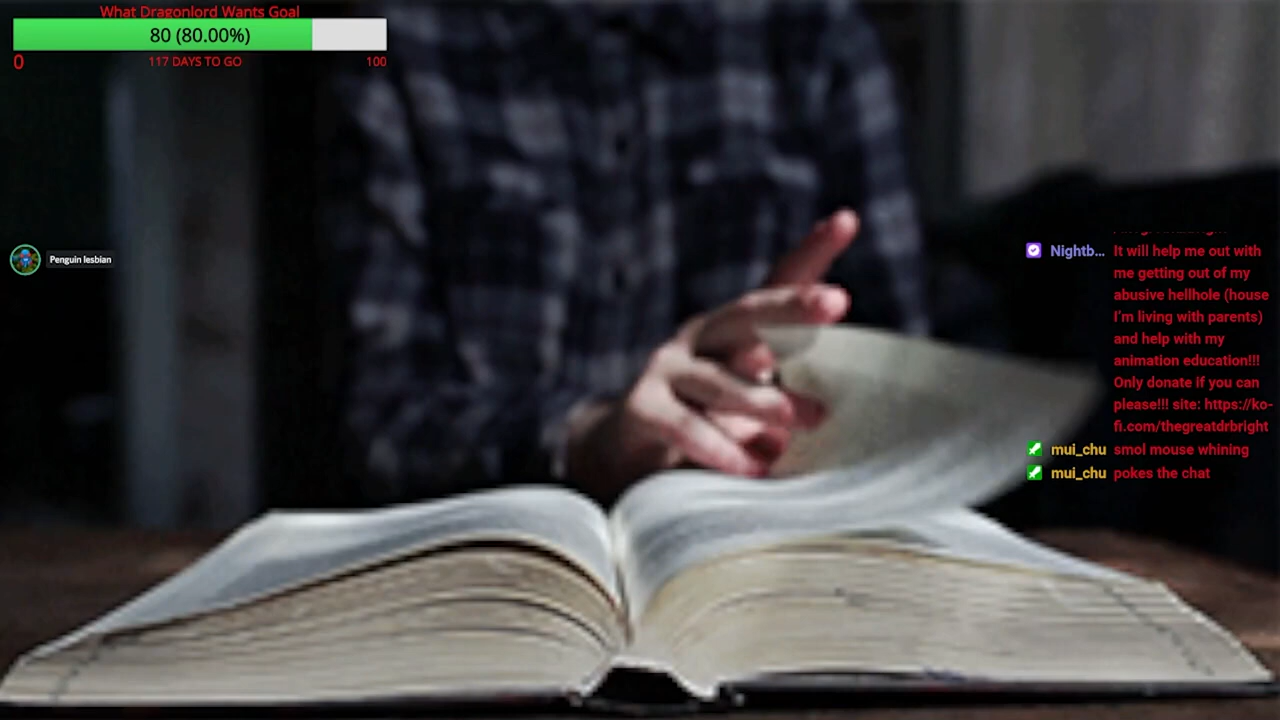 What Dragonlord Wants Goal
80 (80.00%)
0 117 DAYS TO GO 100
Penguin lesbian
Nightb... It will help me out with
me getting out of my
abusive hellhole (house
I'm living with parents)
and help with my
animation education!!!
Only donate if you can
please!!! site: https://ko-
fi.com/thegreatdrbright
mui_chu smol mouse whining
mui_chu pokes the chat